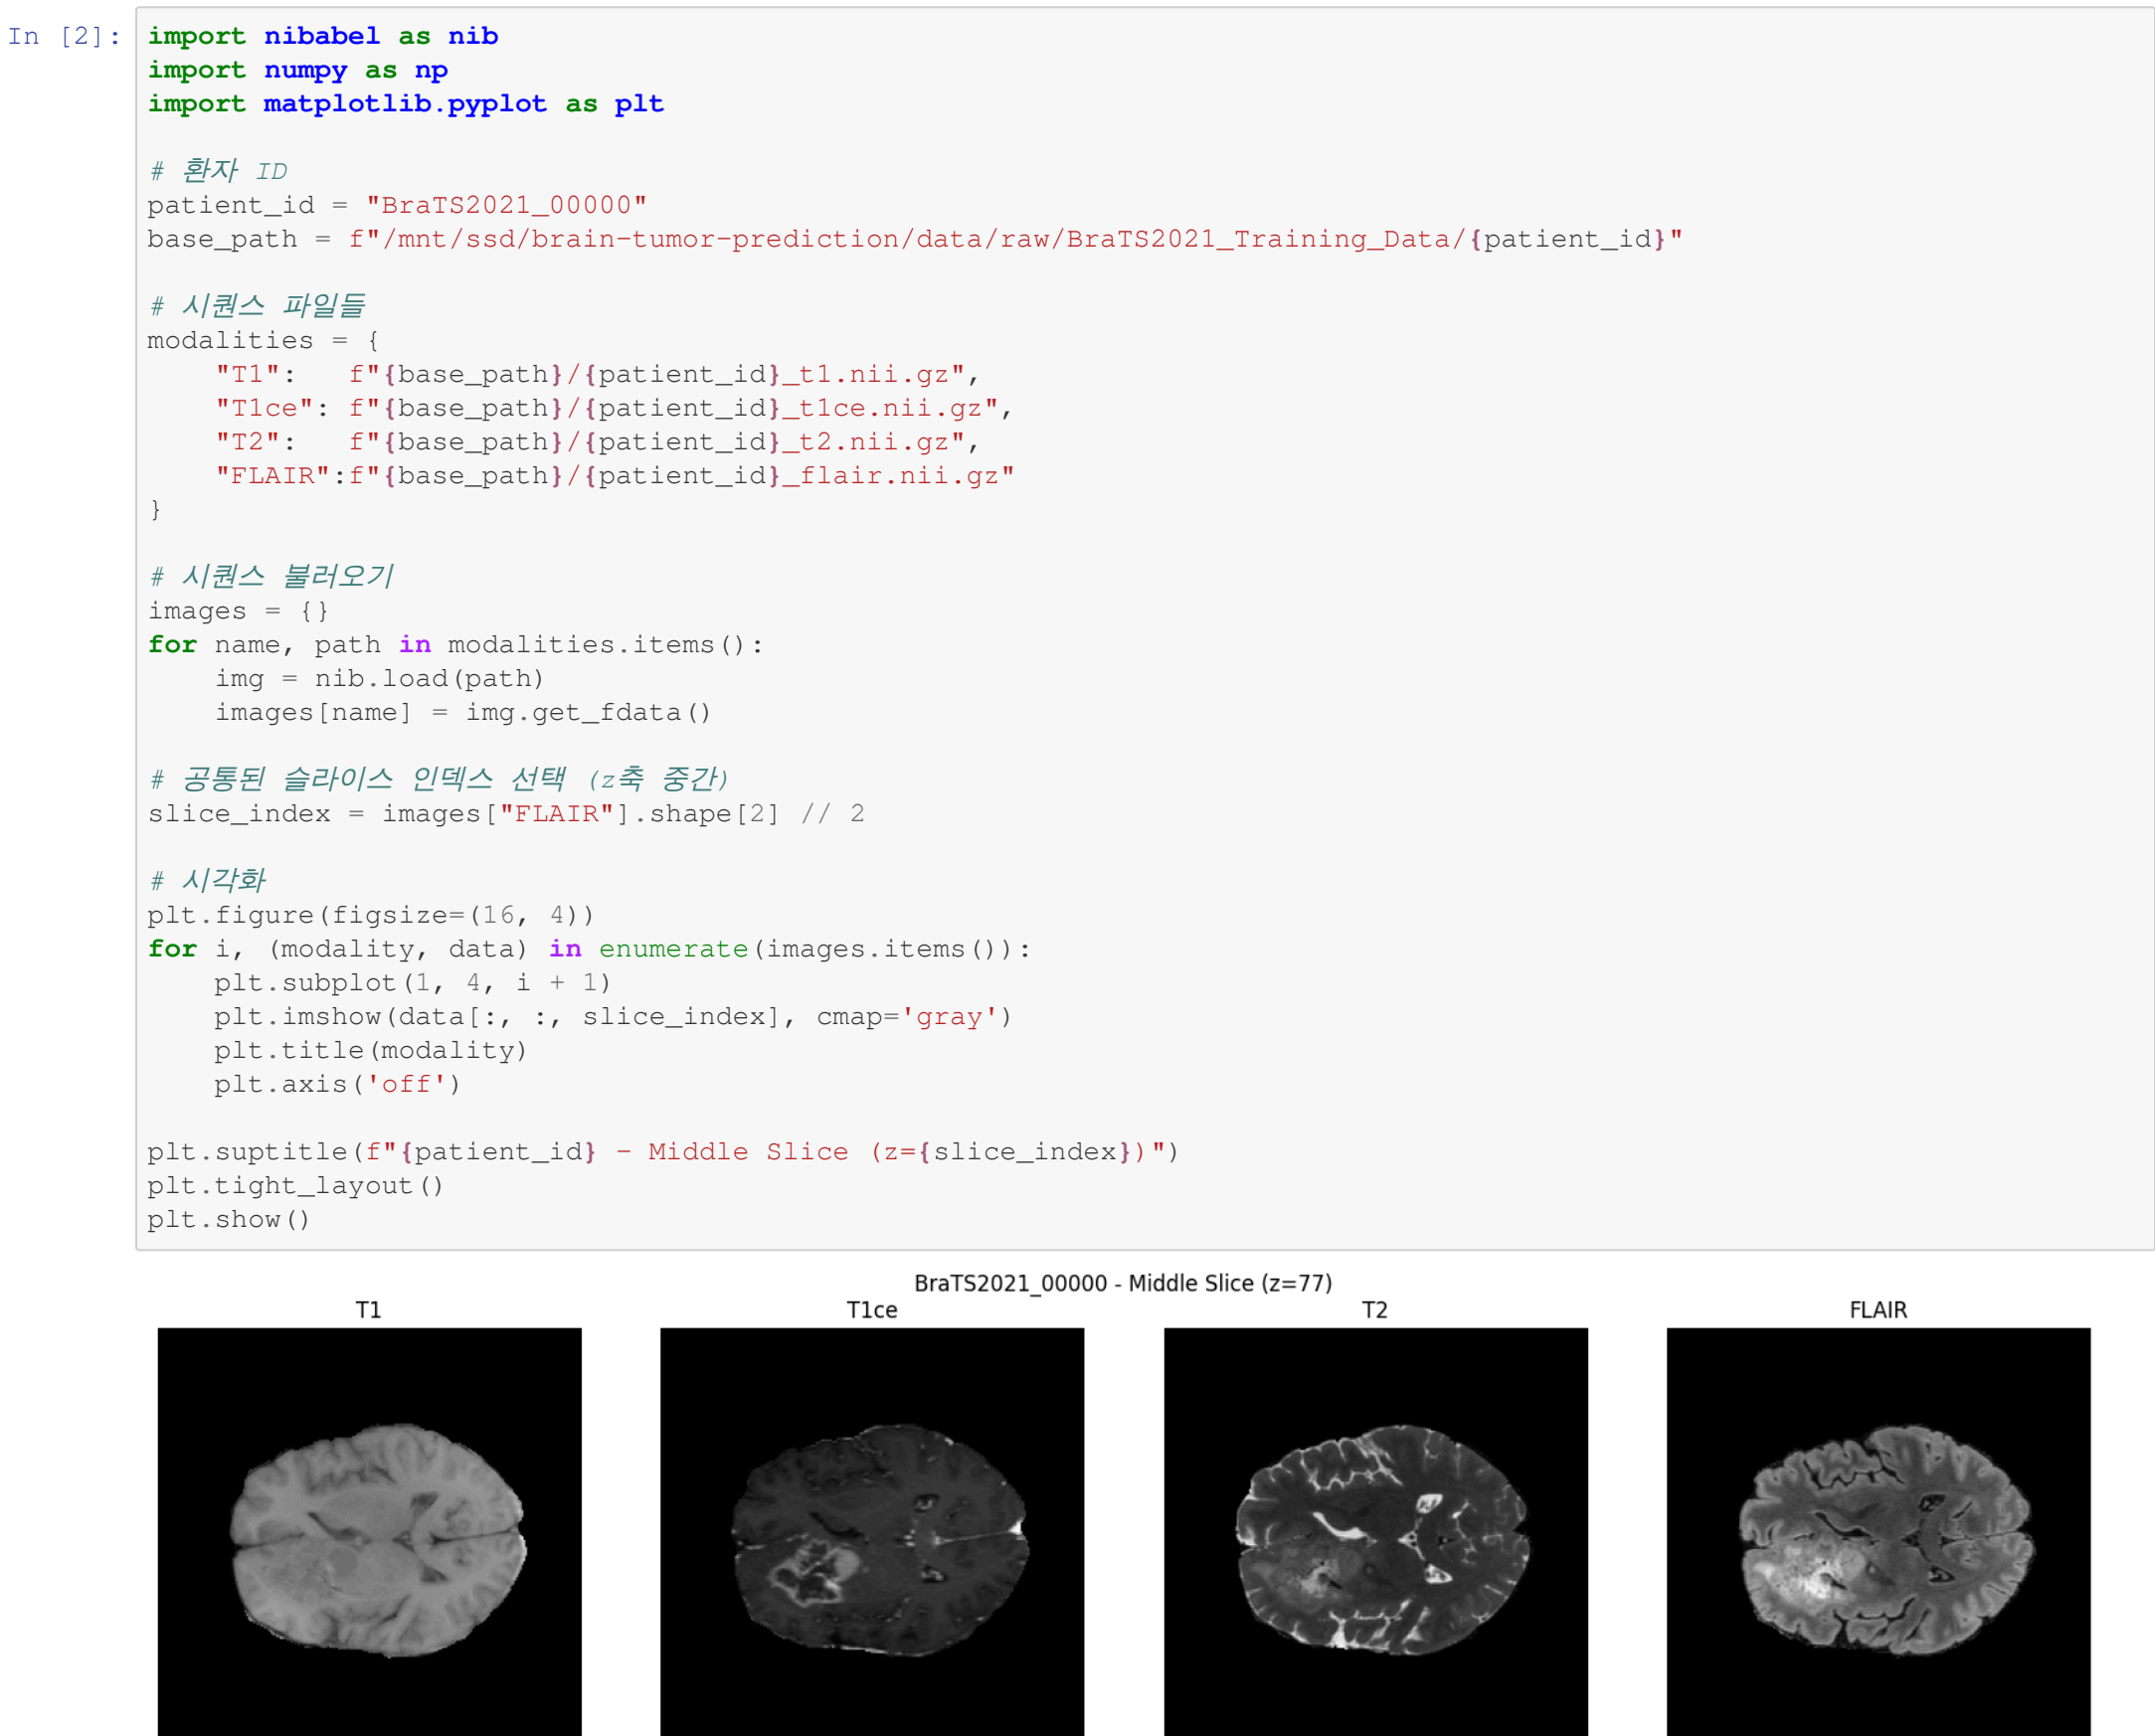 In [2]:
import nibabel as nib
import numpy as np
import matplotlib.pyplot as plt
# 환자 ID
patient_id = "BraTS2021_00000"
base_path = f"/mnt/ssd/brain-tumor-prediction/data/raw/BraTS2021_Training_Data/{patient_id}"
# 시퀀스 파일들
modalities = {
    "T1":   f"{base_path}/{patient_id}_t1.nii.gz",
    "T1ce": f"{base_path}/{patient_id}_t1ce.nii.gz",
    "T2":   f"{base_path}/{patient_id}_t2.nii.gz",
    "FLAIR":f"{base_path}/{patient_id}_flair.nii.gz"
}
# 시퀀스 불러오기
images = {}
for name, path in modalities.items():
    img = nib.load(path)
    images[name] = img.get_fdata()
# 공통된 슬라이스 인덱스 선택 (z축 중간)
slice_index = images["FLAIR"].shape[2] // 2
# 시각화
plt.figure(figsize=(16, 4))
for i, (modality, data) in enumerate(images.items()):
    plt.subplot(1, 4, i + 1)
    plt.imshow(data[:, :, slice_index], cmap='gray')
    plt.title(modality)
    plt.axis('off')
plt.suptitle(f"{patient_id} - Middle Slice (z={slice_index})")
plt.tight_layout()
plt.show()
BraTS2021_00000 - Middle Slice (z=77)
T1 T1ce T2 FLAIR